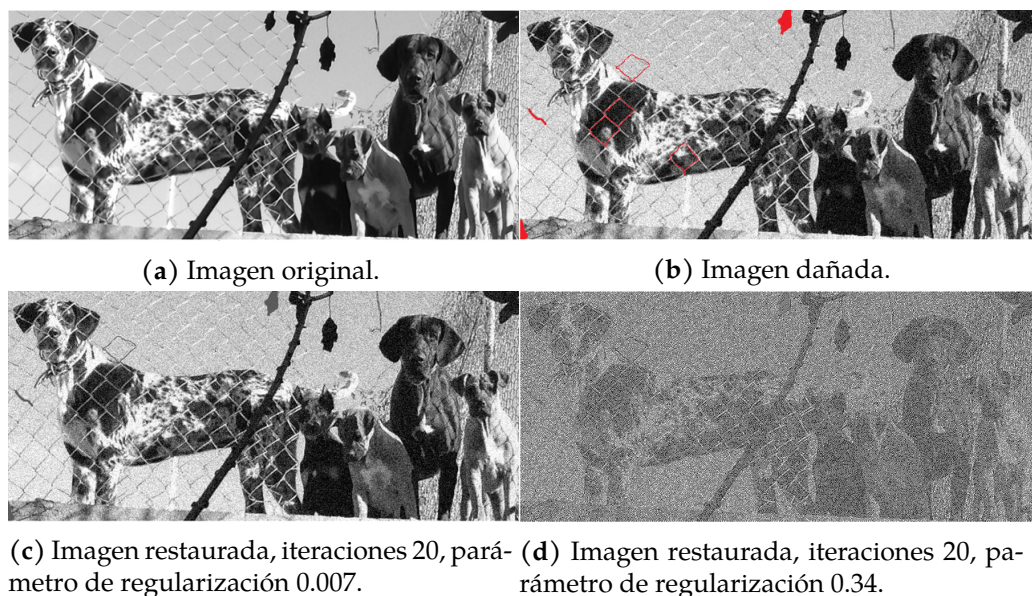 (a) Imagen original.
(b) Imagen dañada.
(c) Imagen restaurada, iteraciones 20, pará-
metro de regularización 0.007.
(d) Imagen restaurada, iteraciones 20, pa-
rámetro de regularización 0.34.